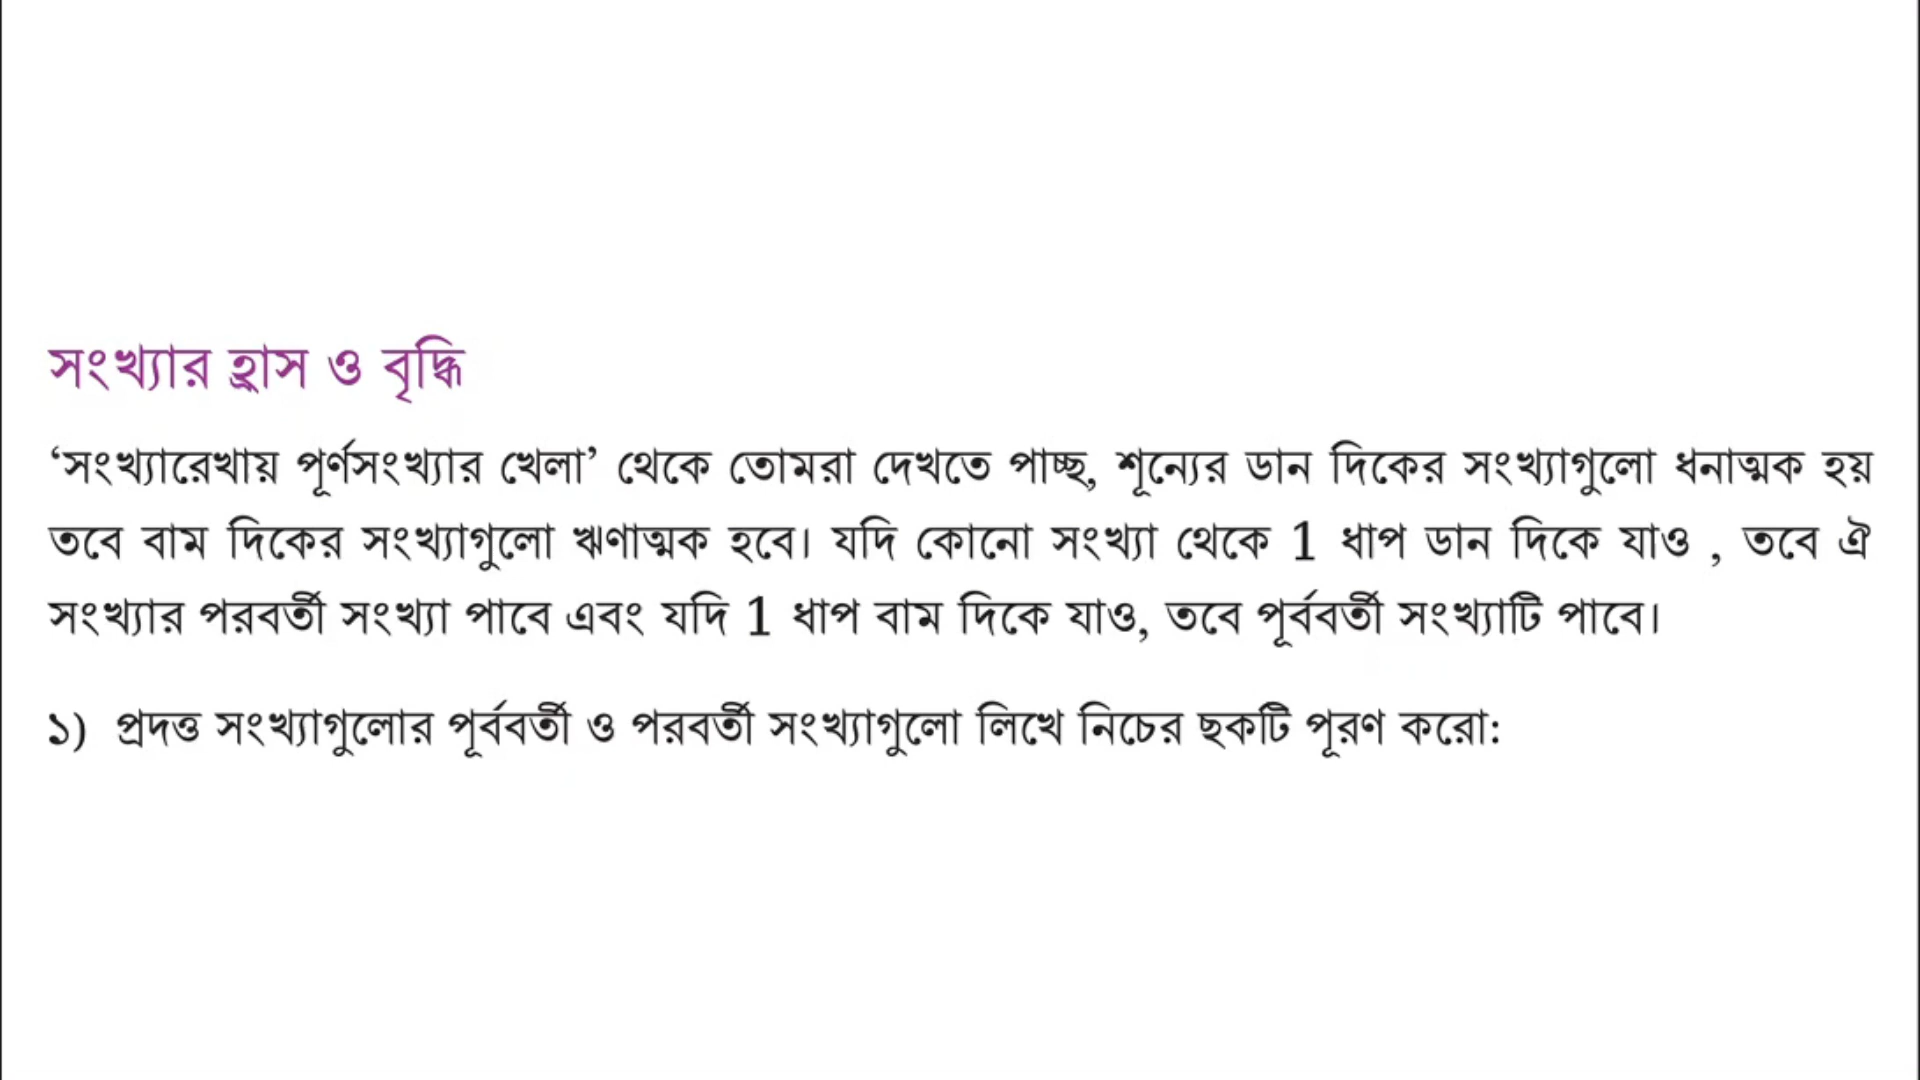 সংখ্যার হ্রাস ও বৃদ্ধি
‘সংখ্যারেখায় পূর্ণসংখ্যার খেলা’ থেকে তোমরা দেখতে পাচ্ছ, শূন্যের ডান দিকের সংখ্যাগুলো ধনাত্মক হয়
তবে বাম দিকের সংখ্যাগুলো ঋণাত্মক হবে। যদি কোনো সংখ্যা থেকে 1 ধাপ ডান দিকে যাও , তবে ঐ
সংখ্যার পরবর্তী সংখ্যা পাবে এবং যদি 1 ধাপ বাম দিকে যাও, তবে পূর্ববর্তী সংখ্যাটি পাবে।
১) প্রদত্ত সংখ্যাগুলোর পূর্ববর্তী ও পরবর্তী সংখ্যাগুলো লিখে নিচের ছকটি পূরণ করো: